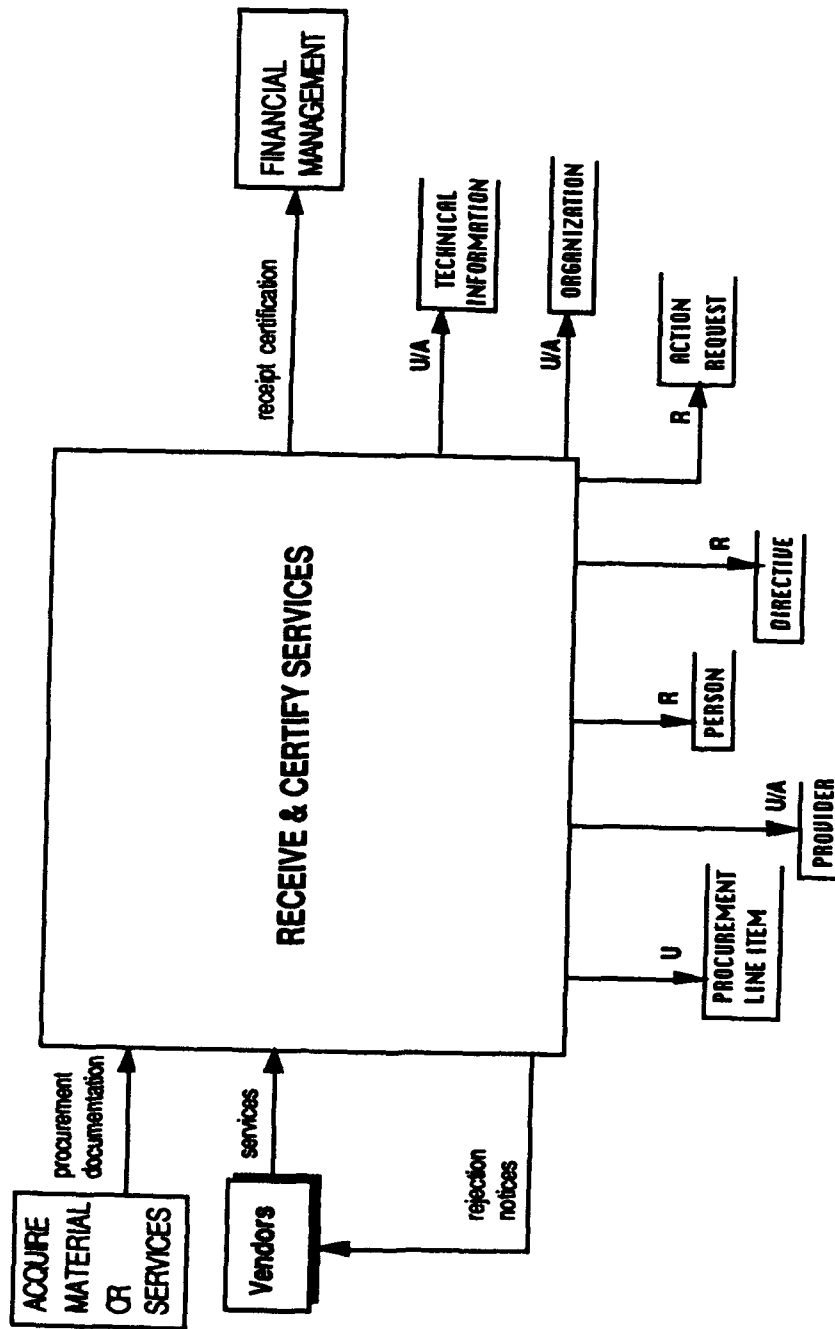 ACQUIRE
MATERIAL
OR
SERVICES
procurement
documentation
Vendors
services
rejection
notices
RECEIVE & CERTIFY SERVICES
receipt certification
FINANCIAL
MANAGEMENT
U/A
TECHNICAL
INFORMATION
U/A
ORGANIZATION
R
ACTION
REQUEST
R
DIRECTIVE
R
PERSON
U/A
PROVIDER
U
PROCUREMENT
LINE ITEM